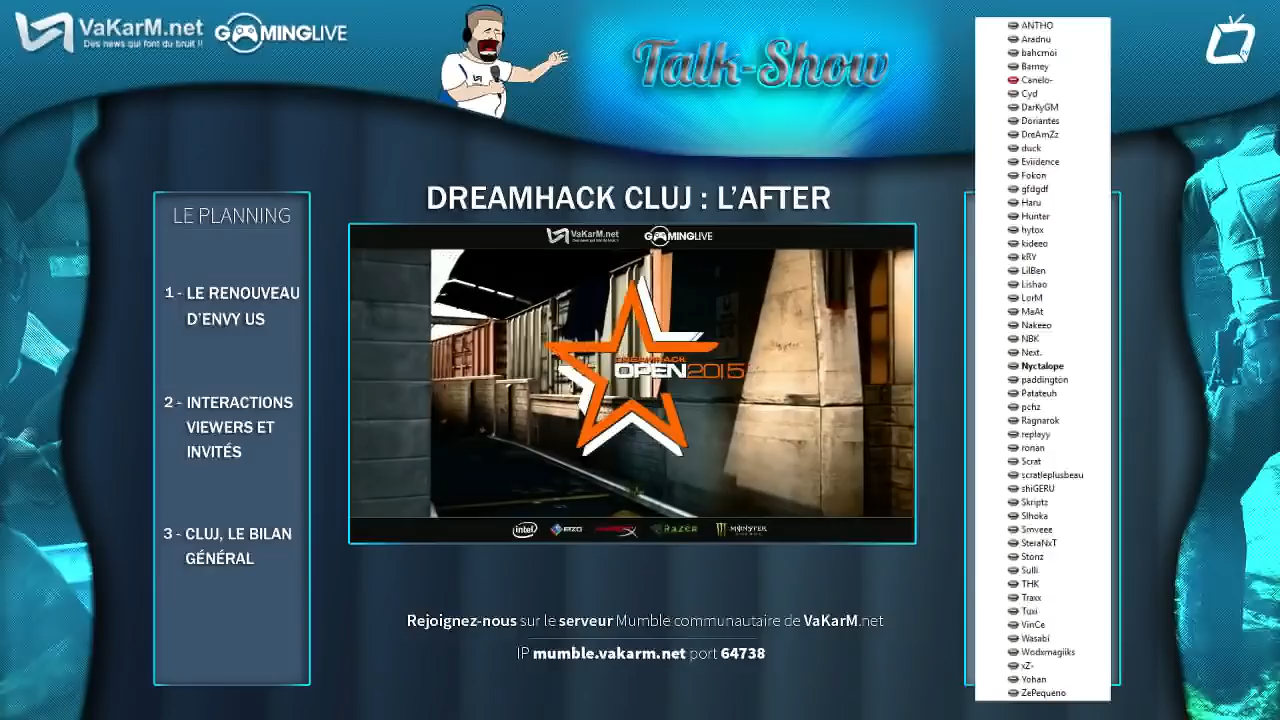 VaKarM.net
Des news qui font du bruit !!
GAMINGLIVE
Talk-Show
tv
LE PLANNING
1 - LE RENOUVEAU
D'ENVY US
2 - INTERACTIONS
VIEWERS ET
INVITÉS
3 - CLUJ, LE BILAN
GÉNÉRAL
DREAMHACK CLUJ : L'AFTER
VaKarM.net
GAMINGLIVE
DREAMHACK
OPEN2015
intel
RAZER
MONSTER
Rejoignez-nous sur le serveur Mumble communautaire de VaKarM.net
IP mumble.vakarm.net port 64738
ANTHO
Aradnu
bahcmoi
Barney
Canelo-
Cyd
DarKyGM
Doriantes
DreAmZz
duck
Eviidence
Fokon
gfdgdf
Haru
Hunter
hytox
kideeo
kRY
LilBen
Lishao
LorM
MaAt
Nakeeo
NBK
Next.
Nyctalope
paddington
Patateuh
pchz
Ragnarok
replayy
ronan
Scrat
scratleplusbeau
shiGERU
Skriptz
Slhoka
Smyeee
SteraNxT
Stonz
Sulli
THK
Traxx
Tuxi
VinCe
Wasabi
Wodxmagiiks
xZ-
Yohan
ZePequeno